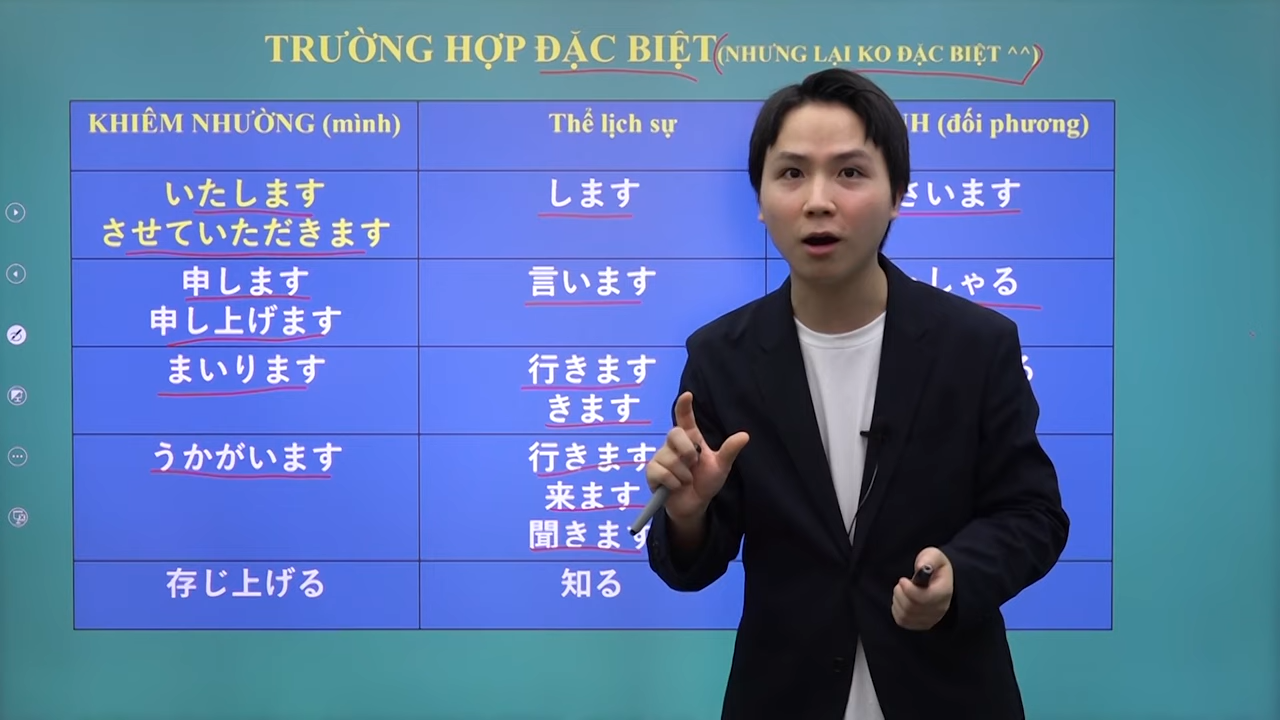 TRƯỜNG HỢP ĐẶC BIỆT(NHƯNG LẠI KO ĐẶC BIỆT ^^)
KHIÊM NHƯỜNG (mình) Thể lịch sự (đối phương)
いたします します さいます
させていただきます
申します 言います しゃる
申し上げます
まいります 行きます
きます
うかがいます 行きます
来ます
聞きます
存じ上げる 知る